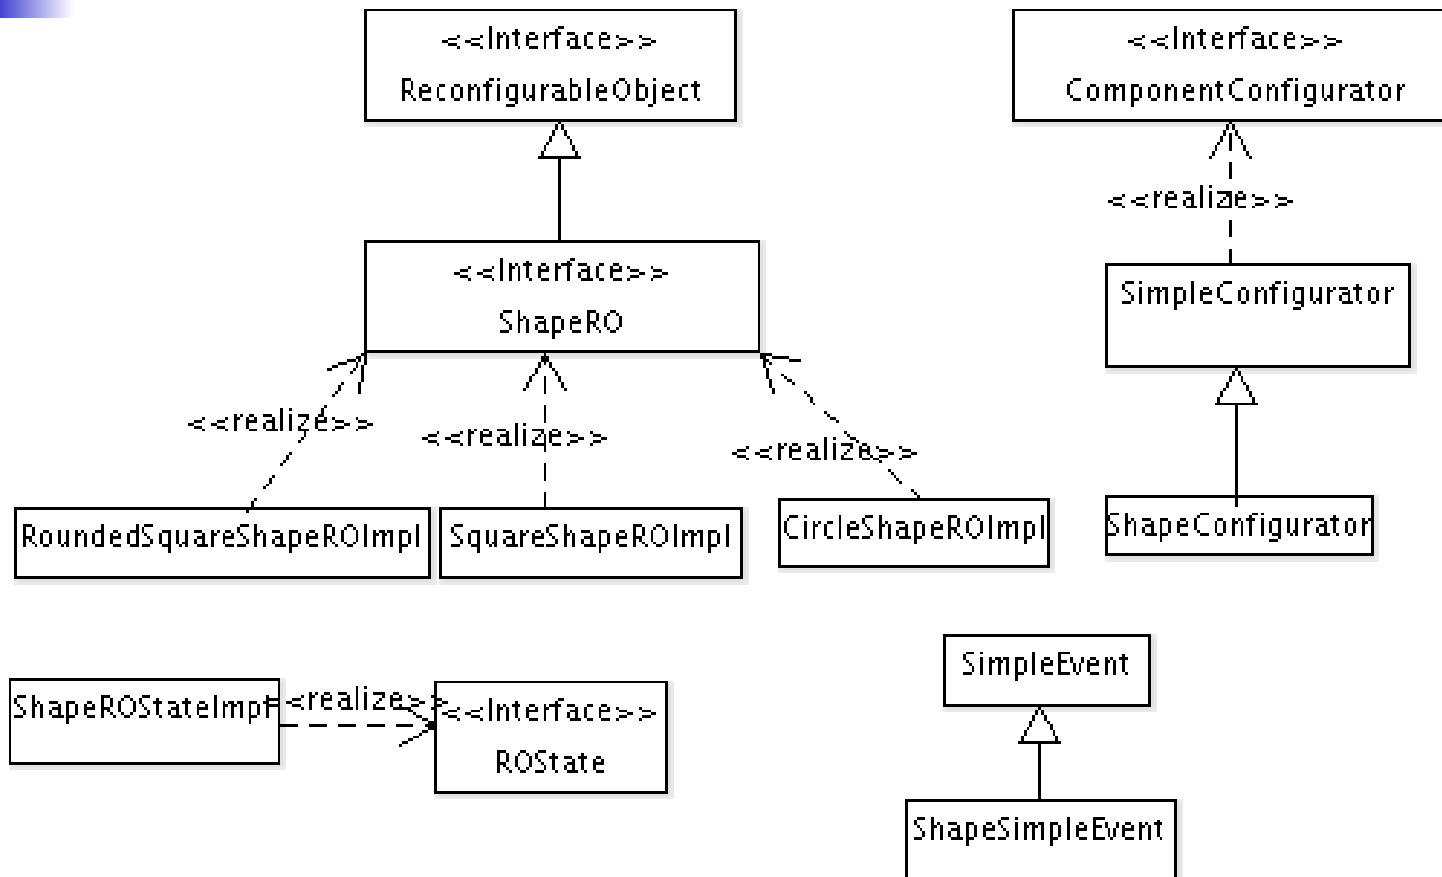 <<Interface>>
ReconfigurableObject
<<Interface>>
ComponentConfigurator
<<realize>>
<<Interface>>
ShapeRO
SimpleConfigurator
<<realize>>
<<realize>>
<<realize>>
RoundedSquareShapeROImpl
SquareShapeROImpl
CircleShapeROImpl
ShapeConfigurator
SimpleEvent
ShapeROStateImpl
<<realize>>
<<Interface>>
ROState
ShapeSimpleEvent